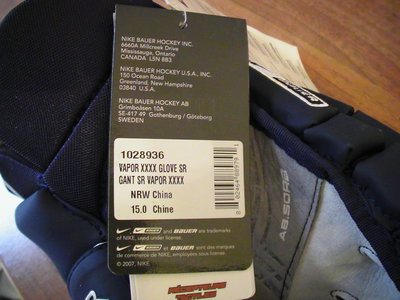 NIKE BAUER HOCKEY INC.
6660A Millcreek Drive
Mississauga, Ontario
CANADA L5N 8B3
NIKE BAUER HOCKEY U.S.A., INC.
150 Ocean Road
Greenland, New Hampshire
03840 U.S.A.
NIKE BAUER HOCKEY AB
Grimboåsen 10A
SE-417 49 Gothenburg / Göteborg
SWEDEN
1028936
VAPOR XXXX GLOVE SR
GANT SR VAPOR XXXX
NRW China
15.0 Chine
and BAUER are trademarks
of NIKE, used under license.
et BAUER sont des marques
de commerce de NIKE, employées sous license.
© 2007, NIKE
AB.SORB